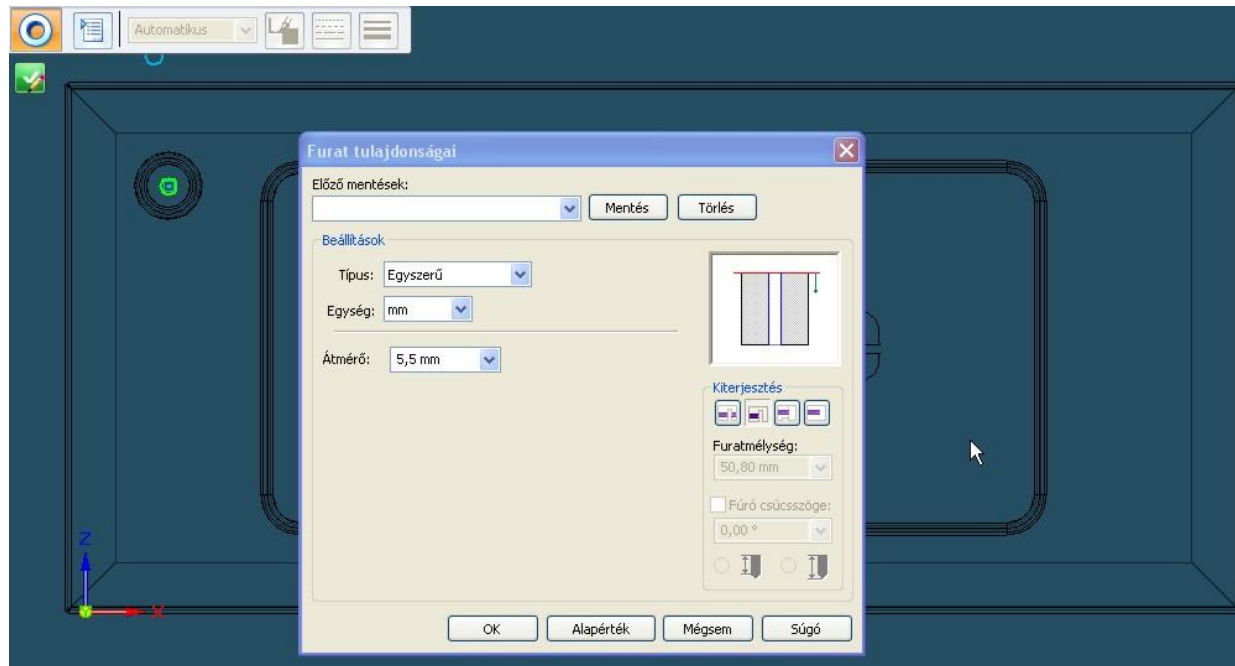 Automatikus
Furat tulajdonságai
Előző mentések:
Mentés
Törlés
Beállítások
Típus: Egyszerű
Egység: mm
Átmérő: 5,5 mm
Kiterjesztés
Furatmélység:
50,80 mm
Fúró csúcsszöge:
0,00 °
Z
X
OK
Alapérték
Mégsem
Súgó